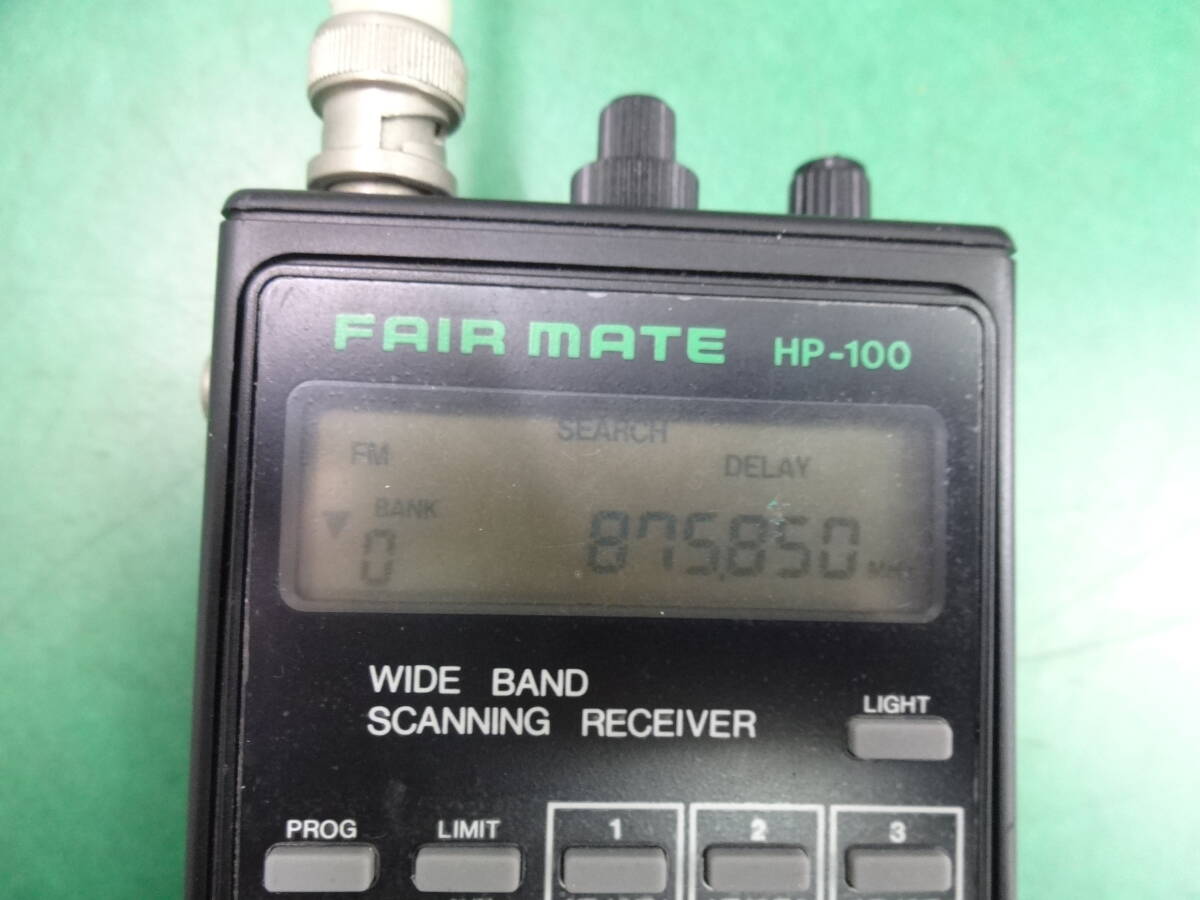 FAIR MATE HP-100
SEARCH
FM DELAY
BANK
0 875.850 MHz
WIDE BAND
SCANNING RECEIVER
LIGHT
PROG LIMIT 1 2 3